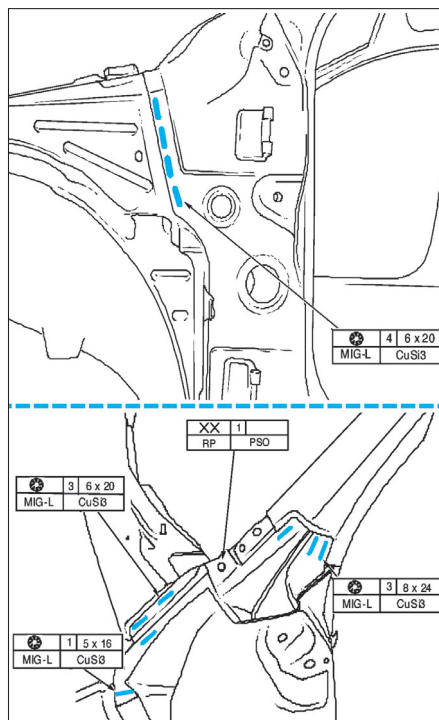 4 6 x 20
MIG-L CuSi3
XX 1
RP PSO
3 6 x 20
MIG-L CuSi3
3 8 x 24
MIG-L CuSi3
1 5 x 16
MIG-L CuSi3